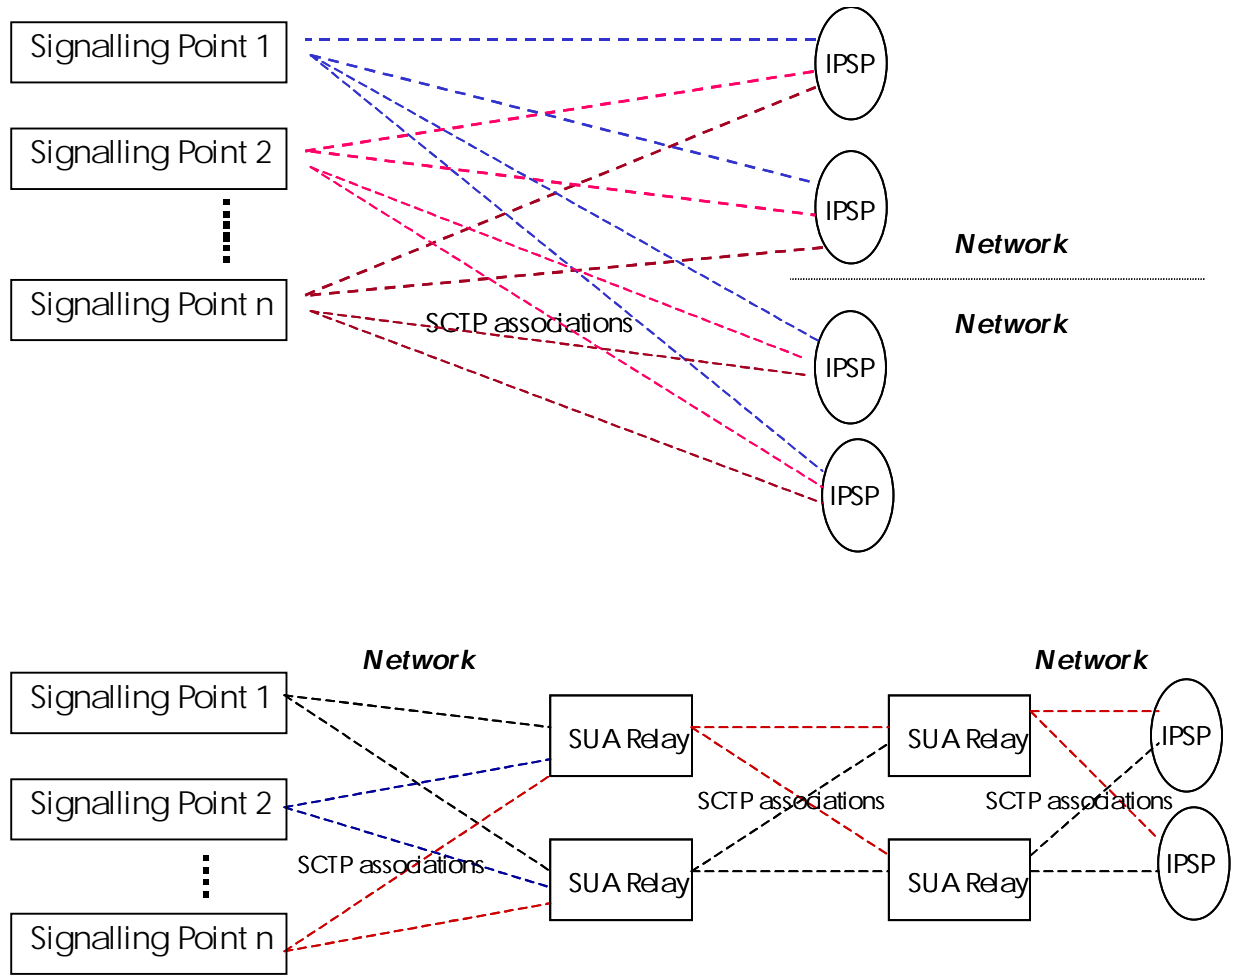 Signalling Point 1
IPSP
Signalling Point 2
IPSP
Network
Signalling Point n
SCTP associations
Network
IPSP
IPSP
Network
Network
Signalling Point 1
SUA Relay
SUA Relay
IPSP
Signalling Point 2
SCTP associations
SCTP associations
SCTP associations
SUA Relay
SUA Relay
IPSP
Signalling Point n